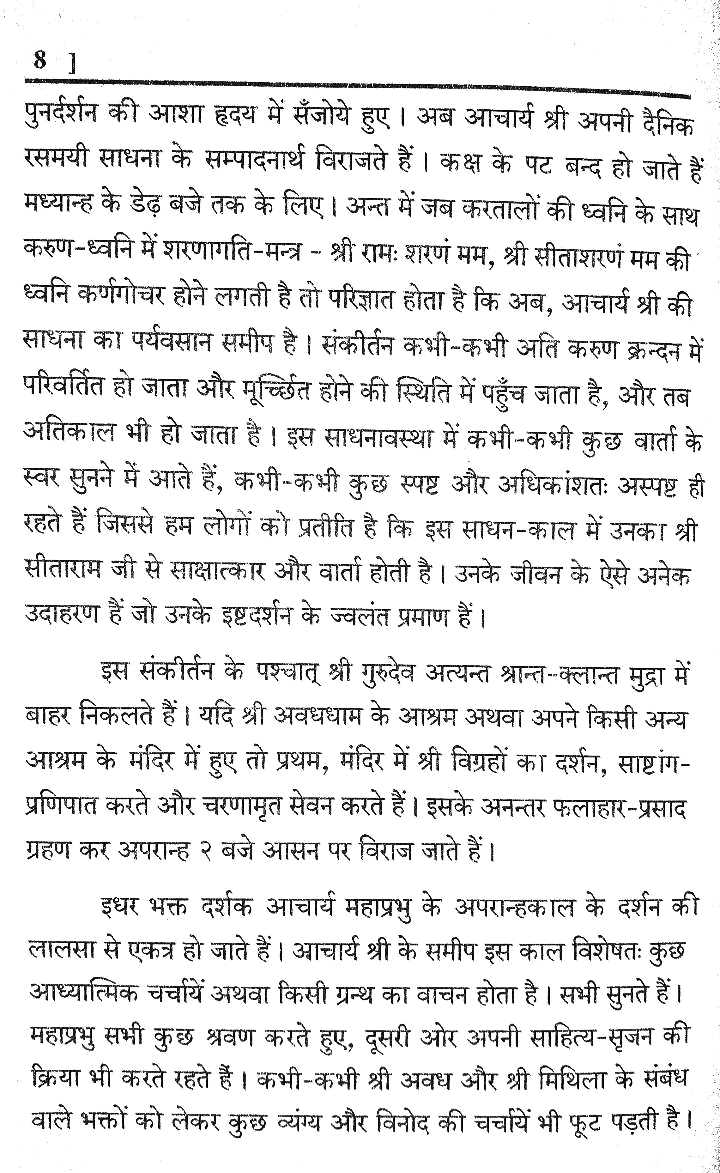 8 ]
पुनर्दर्शन की आशा हृदय में सँजोये हुए । अब आचार्य श्री अपनी दैनिक
रसमयी साधना के सम्पादनार्थ विराजते हैं । कक्ष के पट बन्द हो जाते हैं
मध्यान्ह के डेढ़ बजे तक के लिए । अन्त में जब करतालों की ध्वनि के साथ
करुण-ध्वनि में शरणागति-मन्त्र - श्री रामः शरणं मम, श्री सीताशरणं मम की
ध्वनि कर्णगोचर होने लगती है तो परिज्ञात होता है कि अब, आचार्य श्री की
साधना का पर्यवसान समीप है । संकीर्तन कभी-कभी अति करुण क्रन्दन में
परिवर्तित हो जाता और मूर्च्छित होने की स्थिति में पहुँच जाता है, और तब
अतिकाल भी हो जाता है । इस साधनावस्था में कभी-कभी कुछ वार्ता के
स्वर सुनने में आते हैं, कभी-कभी कुछ स्पष्ट और अधिकांशतः अस्पष्ट ही
रहते हैं जिससे हम लोगों को प्रतीति है कि इस साधन-काल में उनका श्री
सीताराम जी से साक्षात्कार और वार्ता होती है । उनके जीवन के ऐसे अनेक
उदाहरण हैं जो उनके इष्टदर्शन के ज्वलंत प्रमाण हैं ।
इस संकीर्तन के पश्चात् श्री गुरुदेव अत्यन्त श्रान्त-क्लान्त मुद्रा में
बाहर निकलते हैं । यदि श्री अवधधाम के आश्रम अथवा अपने किसी अन्य
आश्रम के मंदिर में हुए तो प्रथम, मंदिर में श्री विग्रहों का दर्शन, साष्टांग-
प्रणिपात करते और चरणामृत सेवन करते हैं । इसके अनन्तर फलाहार-प्रसाद
ग्रहण कर अपरान्ह २ बजे आसन पर विराज जाते हैं ।
इधर भक्त दर्शक आचार्य महाप्रभु के अपरान्हकाल के दर्शन की
लालसा से एकत्र हो जाते हैं । आचार्य श्री के समीप इस काल विशेषतः कुछ
आध्यात्मिक चर्चायें अथवा किसी ग्रन्थ का वाचन होता है । सभी सुनते हैं ।
महाप्रभु सभी कुछ श्रवण करते हुए, दूसरी ओर अपनी साहित्य-सृजन की
क्रिया भी करते रहते हैं । कभी-कभी श्री अवध और श्री मिथिला के संबंध
वाले भक्तों को लेकर कुछ व्यंग्य और विनोद की चर्चायें भी फूट पड़ती है ।